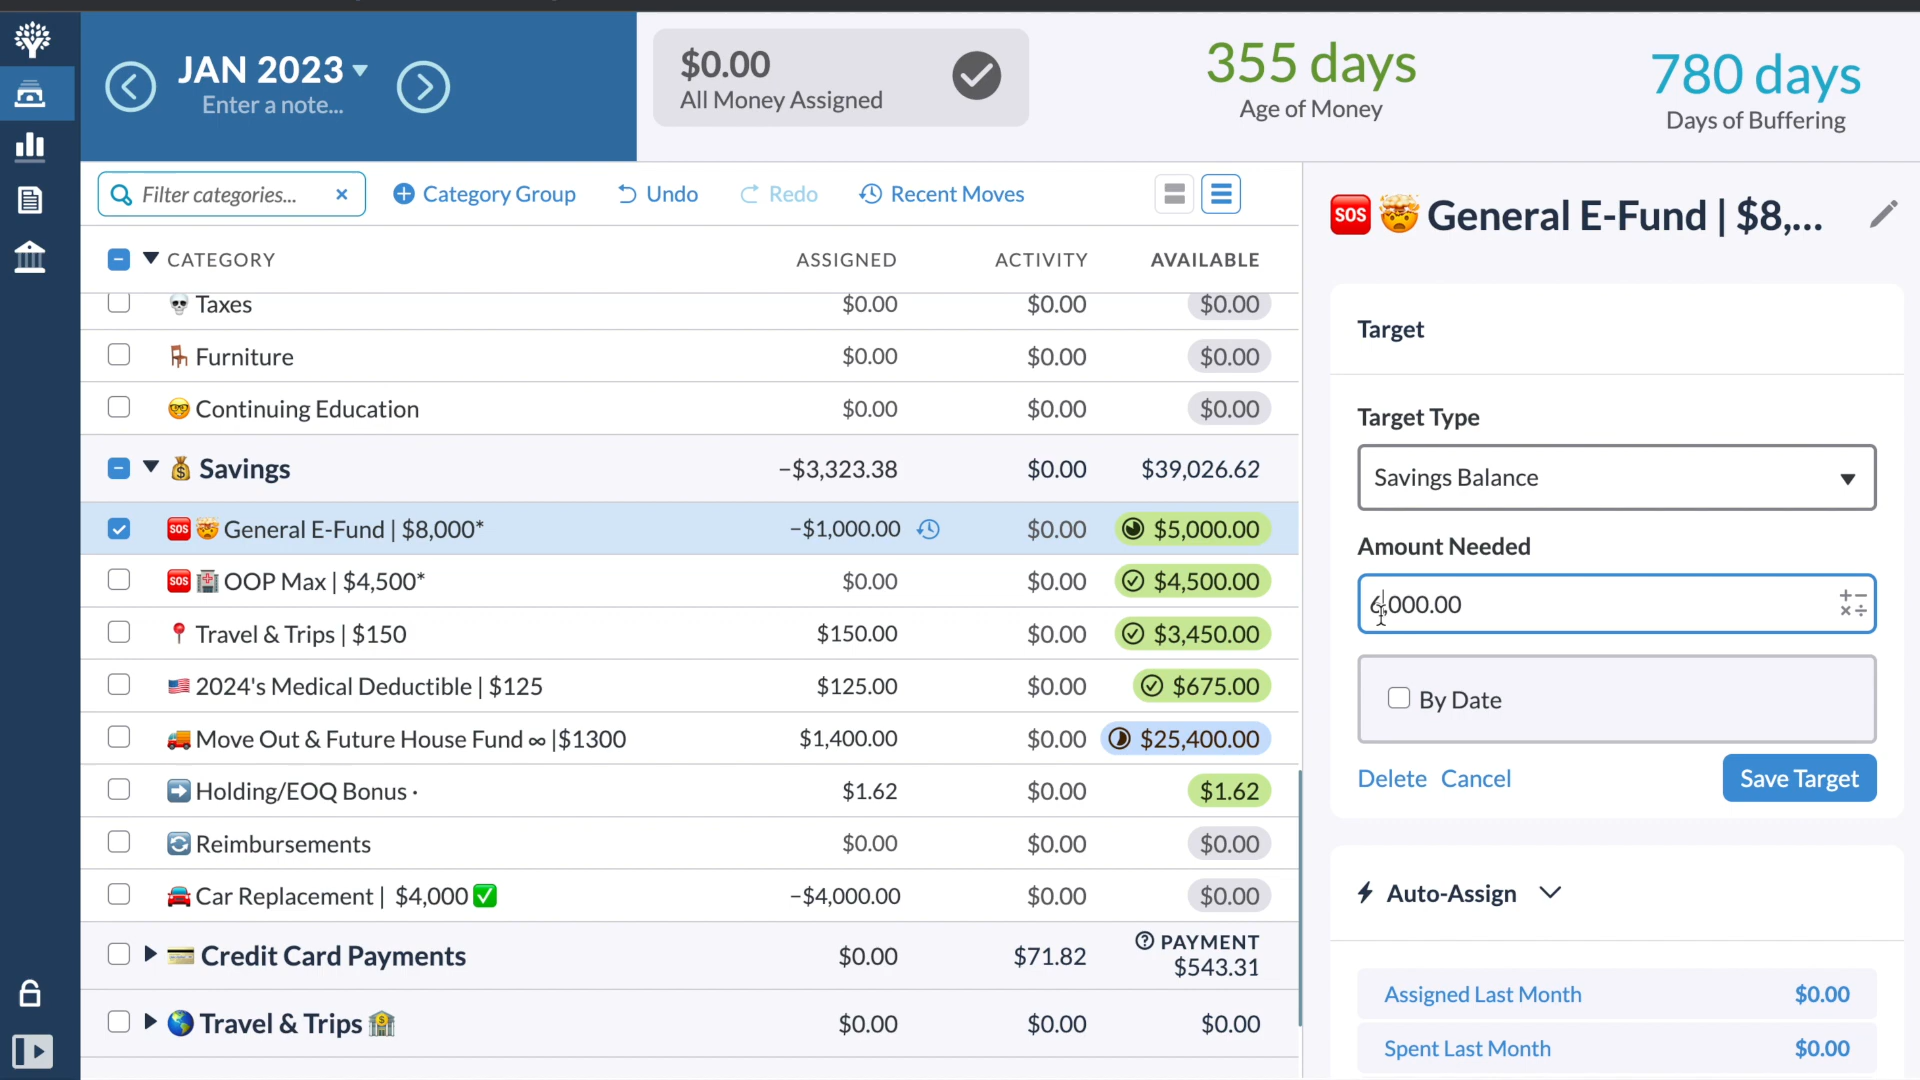 JAN 2023
Enter a note...
$0.00
All Money Assigned
355 days
Age of Money
780 days
Days of Buffering
Filter categories...
Category Group
Undo
Redo
Recent Moves
CATEGORY ASSIGNED ACTIVITY AVAILABLE
Taxes $0.00 $0.00 $0.00
Furniture $0.00 $0.00 $0.00
Continuing Education $0.00 $0.00 $0.00
Savings −$3,323.38 $0.00 $39,026.62
SOS General E-Fund | $8,000* −$1,000.00 $0.00 $5,000.00
SOS OOP Max | $4,500* $0.00 $0.00 $4,500.00
Travel & Trips | $150 $150.00 $0.00 $3,450.00
2024's Medical Deductible | $125 $125.00 $0.00 $675.00
Move Out & Future House Fund ∞ |$1300 $1,400.00 $0.00 $25,400.00
Holding/EOQ Bonus · $1.62 $0.00 $1.62
Reimbursements $0.00 $0.00 $0.00
Car Replacement | $4,000 −$4,000.00 $0.00 $0.00
Credit Card Payments $0.00 $71.82 PAYMENT
$543.31
Travel & Trips $0.00 $0.00 $0.00
SOS General E-Fund | $8,...
Target
Target Type
Savings Balance
Amount Needed
6,000.00
By Date
Delete Cancel Save Target
Auto-Assign
Assigned Last Month $0.00
Spent Last Month $0.00